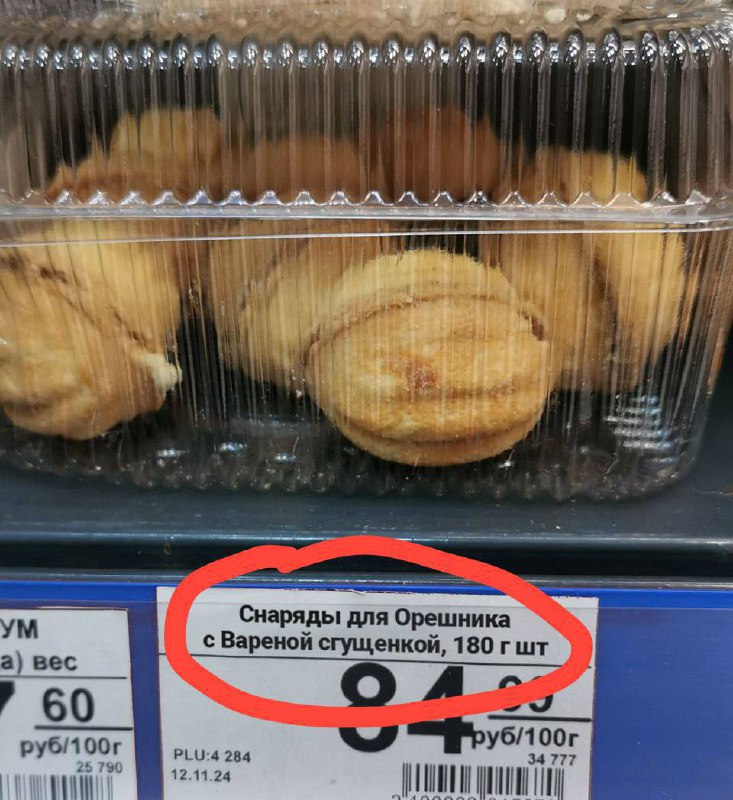 УМ
а) вес
60
руб/100г
25 790
Снаряды для Орешника
с Вареной сгущенкой, 180 г шт
84
руб/100г
34 777
PLU:4 284
12.11.24